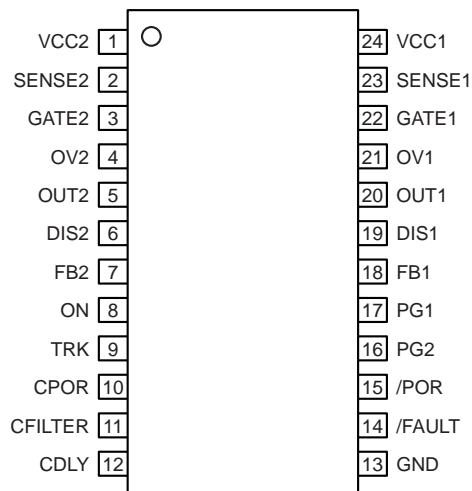 VCC2 1 24 VCC1
SENSE2 2 23 SENSE1
GATE2 3 22 GATE1
OV2 4 21 OV1
OUT2 5 20 OUT1
DIS2 6 19 DIS1
FB2 7 18 FB1
ON 8 17 PG1
TRK 9 16 PG2
CPOR 10 15 /POR
CFILTER 11 14 /FAULT
CDLY 12 13 GND